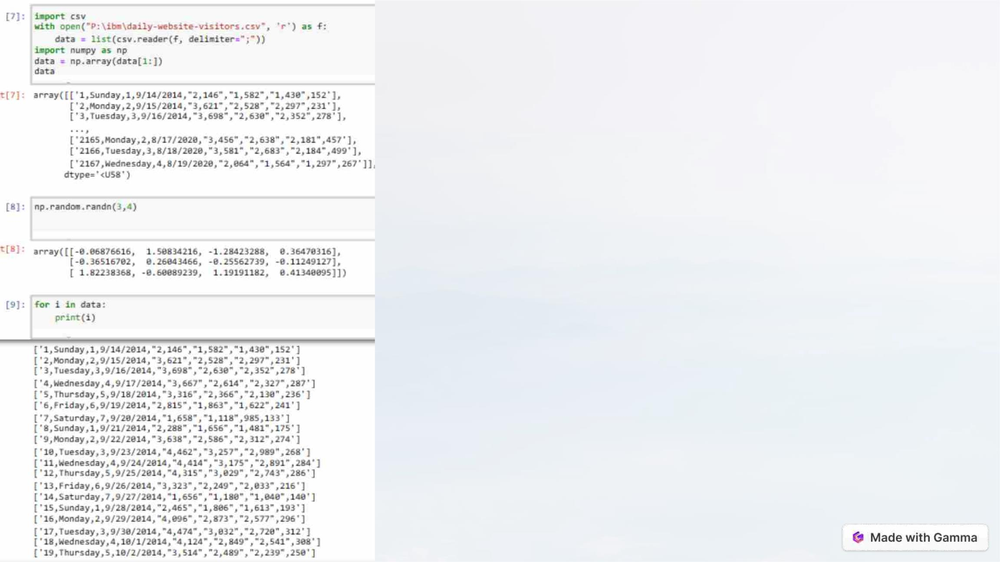 [7]: import csv
with open("P:\ibm\daily-website-visitors.csv", 'r') as f:
    data = list(csv.reader(f, delimiter=";"))
import numpy as np
data = np.array(data[1:])
data
t[7]: array([['1,Sunday,1,9/14/2014,"2,146","1,582","1,430",152'],
['2,Monday,2,9/15/2014,"3,621","2,528","2,297",231'],
['3,Tuesday,3,9/16/2014,"3,698","2,630","2,352",278'],
...,
['2165,Monday,2,8/17/2020,"3,456","2,638","2,181",457'],
['2166,Tuesday,3,8/18/2020,"3,581","2,683","2,184",499'],
['2167,Wednesday,4,8/19/2020,"2,064","1,564","1,297",267']],
dtype='<U58')
[8]: np.random.randn(3,4)
t[8]: array([[-0.06876616,  1.50834216, -1.28423288,  0.36470316],
[-0.36516702,  0.26043466, -0.25562739, -0.11249127],
[ 1.82238368, -0.60089239,  1.19191182,  0.41340095]])
[9]: for i in data:
    print(i)
['1,Sunday,1,9/14/2014,"2,146","1,582","1,430",152']
['2,Monday,2,9/15/2014,"3,621","2,528","2,297",231']
['3,Tuesday,3,9/16/2014,"3,698","2,630","2,352",278']
['4,Wednesday,4,9/17/2014,"3,667","2,614","2,327",287']
['5,Thursday,5,9/18/2014,"3,316","2,366","2,130",236']
['6,Friday,6,9/19/2014,"2,815","1,863","1,622",241']
['7,Saturday,7,9/20/2014,"1,658","1,118",985,133']
['8,Sunday,1,9/21/2014,"2,288","1,656","1,481",175']
['9,Monday,2,9/22/2014,"3,638","2,586","2,312",274']
['10,Tuesday,3,9/23/2014,"4,462","3,257","2,989",268']
['11,Wednesday,4,9/24/2014,"4,414","3,175","2,891",284']
['12,Thursday,5,9/25/2014,"4,315","3,029","2,743",286']
['13,Friday,6,9/26/2014,"3,323","2,249","2,033",216']
['14,Saturday,7,9/27/2014,"1,656","1,180","1,040",140']
['15,Sunday,1,9/28/2014,"2,465","1,806","1,613",193']
['16,Monday,2,9/29/2014,"4,096","2,873","2,577",296']
['17,Tuesday,3,9/30/2014,"4,474","3,032","2,720",312']
['18,Wednesday,4,10/1/2014,"4,124","2,849","2,541",308']
['19,Thursday,5,10/2/2014,"3,514","2,489","2,239",250']
Made with Gamma